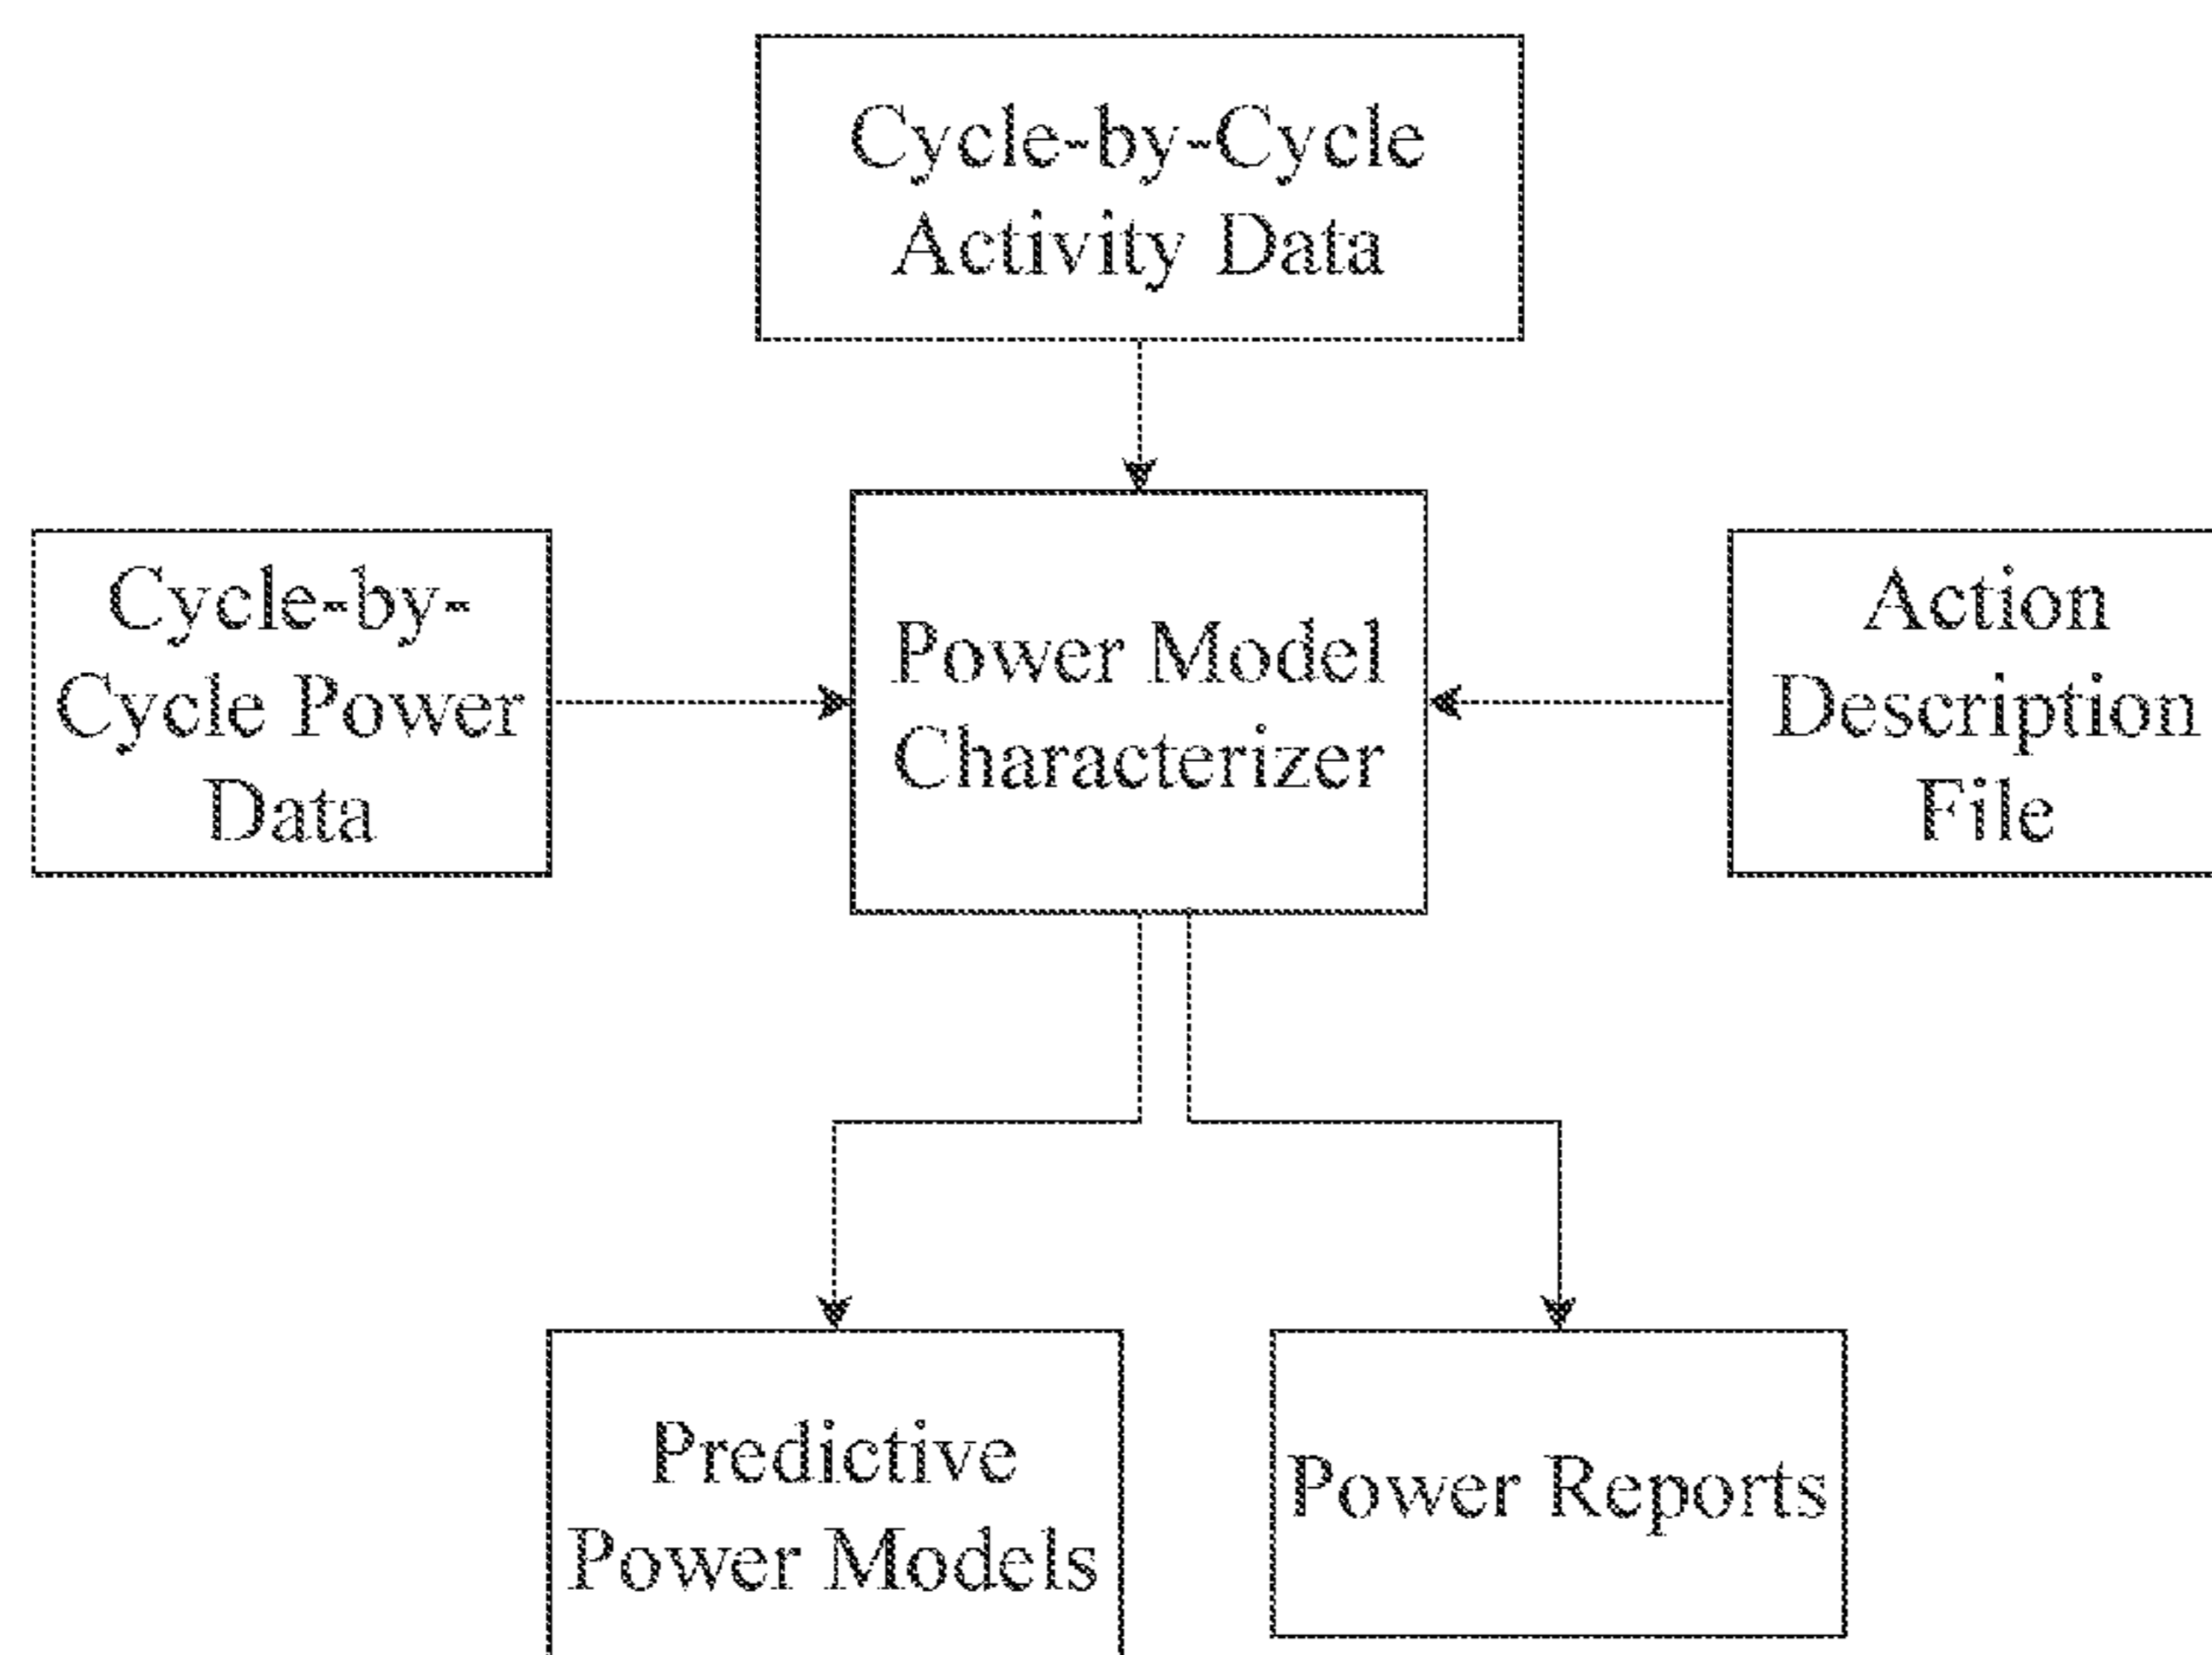 Cycle-by-Cycle
Activity Data
Cycle-by-
Cycle Power
Data
Power Model
Characterizer
Action
Description
File
Predictive
Power Models
Power Reports